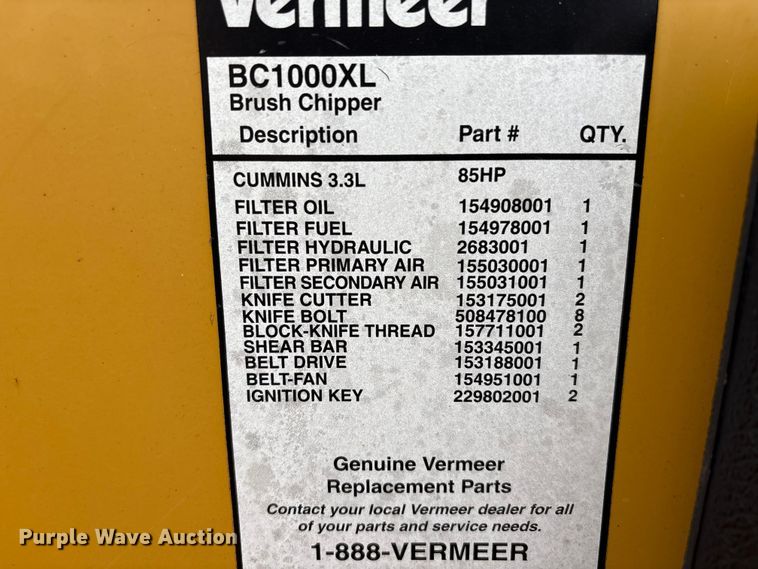 Vermeer
BC1000XL
Brush Chipper
Description Part # QTY.
CUMMINS 3.3L 85HP
FILTER OIL 154908001 1
FILTER FUEL 154978001 1
FILTER HYDRAULIC 2683001 1
FILTER PRIMARY AIR 155030001 1
FILTER SECONDARY AIR 155031001 1
KNIFE CUTTER 153175001 2
KNIFE BOLT 508478100 8
BLOCK-KNIFE THREAD 157711001 2
SHEAR BAR 153345001 1
BELT DRIVE 153188001 1
BELT-FAN 154951001 1
IGNITION KEY 229802001 2
Genuine Vermeer
Replacement Parts
Contact your local Vermeer dealer for all
of your parts and service needs.
1-888-VERMEER
Purple Wave Auction